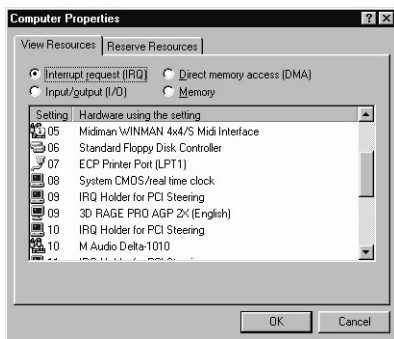 Computer Properties
View Resources Reserve Resources
Interrupt request (IRQ) Direct memory access (DMA)
Input/output (I/O) Memory
Setting Hardware using the setting
05 Midiman WINMAN 4x4/S Midi Interface
06 Standard Floppy Disk Controller
07 ECP Printer Port (LPT1)
08 System CMOS/real time clock
09 IRQ Holder for PCI Steering
09 3D RAGE PRO AGP 2X (English)
10 IRQ Holder for PCI Steering
10 M Audio Delta-1010
OK Cancel